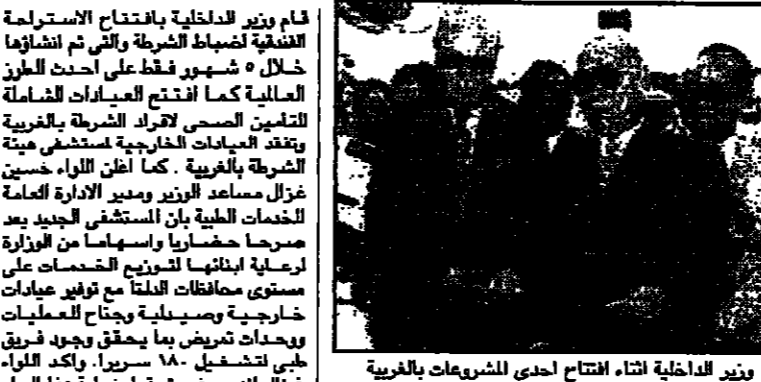 قام وزير الداخلية بافتتاح الاستراحة
الفندقية لضباط الشرطة والتى تم انشاؤها
خلال ٥ شهور فقط على احدث الطرز
العالمية كما افتتح العيادات الشاملة
للتامين الصحى لافراد الشرطة بالغربية
وتفقد العيادات الخارجية لمستشفى هيئة
الشرطة بالغربية . كما اعلن اللواء حسين
غزال مساعد الوزير ومدير الادارة العامة
للخدمات الطبية بان المستشفى الجديد يعد
صرحا حضاريا واسهاما من الوزارة
لرعاية ابنائها لتوزيع الخدمات على
مستوى محافظات الدلتا مع توفير عيادات
خارجية وصيدلية وجناح للعمليات
ووحدات تمريض بما يحقق وجود فريق
طبى لتشغيل ١٨٠ سريرا. واكد اللواء
وزير الداخلية اثناء افتتاح احدى المشروعات بالغربية